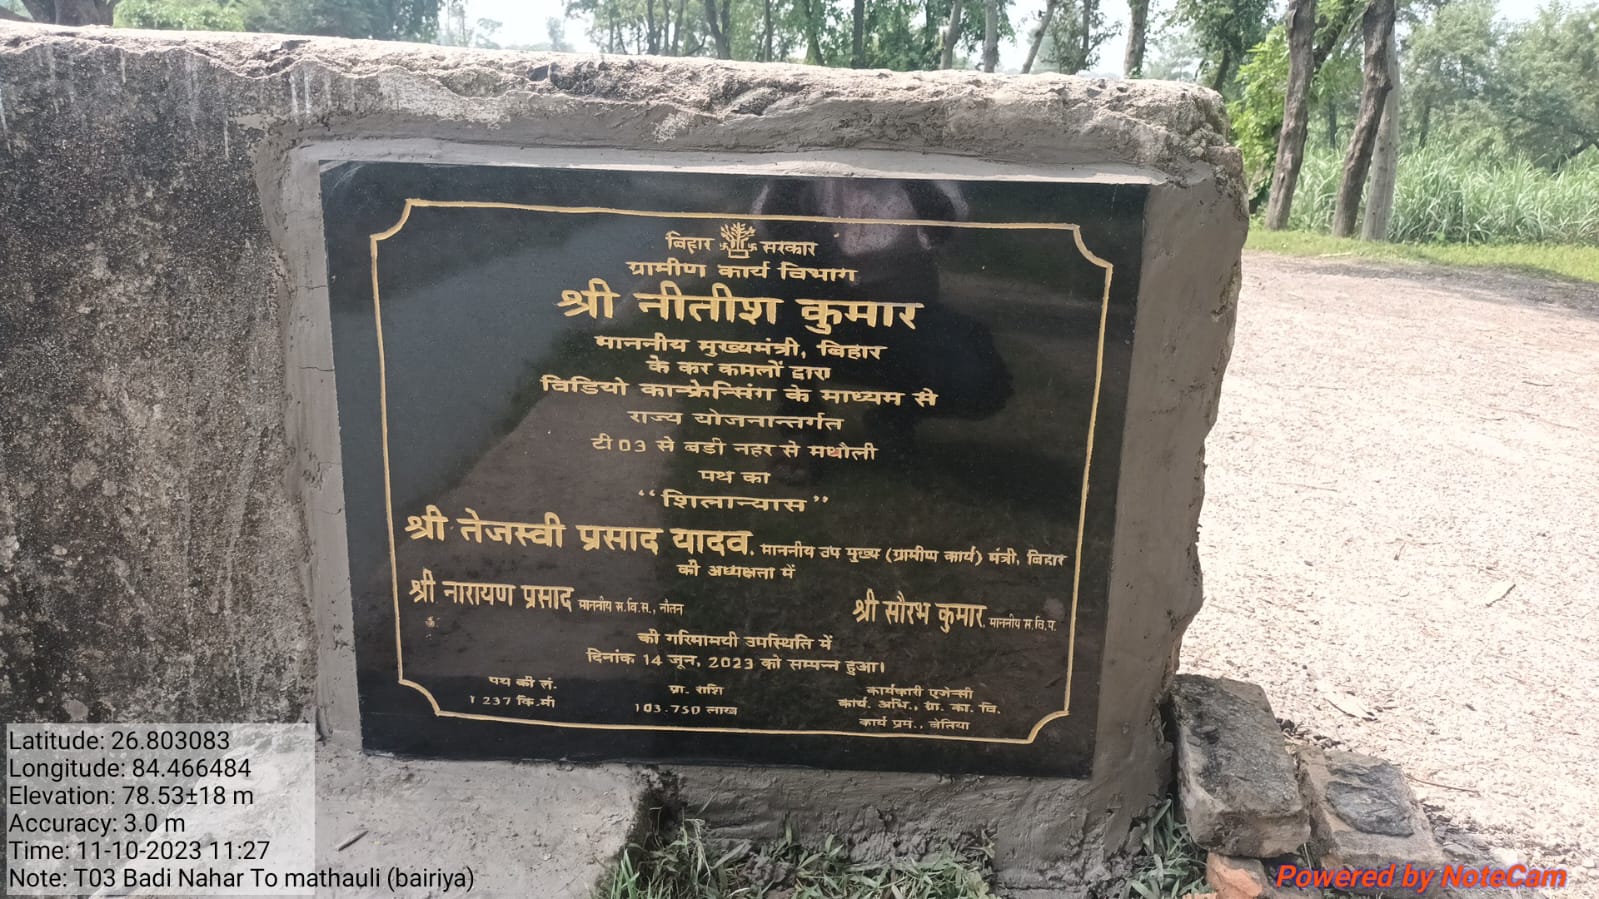 बिहार सरकार
ग्रामीण कार्य विभाग
श्री नीतीश कुमार
माननीय मुख्यमंत्री, बिहार
के कर कमलों द्वारा
विडियो कान्फ्रेन्सिंग के माध्यम से
राज्य योजनान्तर्गत
टी 03 से बडी नहर से मथौली
पथ का
“शिलान्यास”
श्री तेजस्वी प्रसाद यादव, माननीय उप मुख्य (ग्रामीण कार्य) मंत्री, बिहार
की अध्यक्षता में
श्री नारायण प्रसाद माननीय स.वि.स., नौतन श्री सौरभ कुमार, माननीय स.वि.प.
की गरिमामयी उपस्थिति में
दिनांक 14 जून, 2023 को सम्पन्न हुआ।
पथ की लं. प्रा. राशि कार्यकारी एजेन्सी
1 237 कि.मी 103.750 लाख कार्य. अभि., ग्रा. का. वि.
कार्य प्रमं., बेतिया
Latitude: 26.803083
Longitude: 84.466484
Elevation: 78.53±18 m
Accuracy: 3.0 m
Time: 11-10-2023 11:27
Note: T03 Badi Nahar To mathauli (bairiya)
Powered by NoteCam